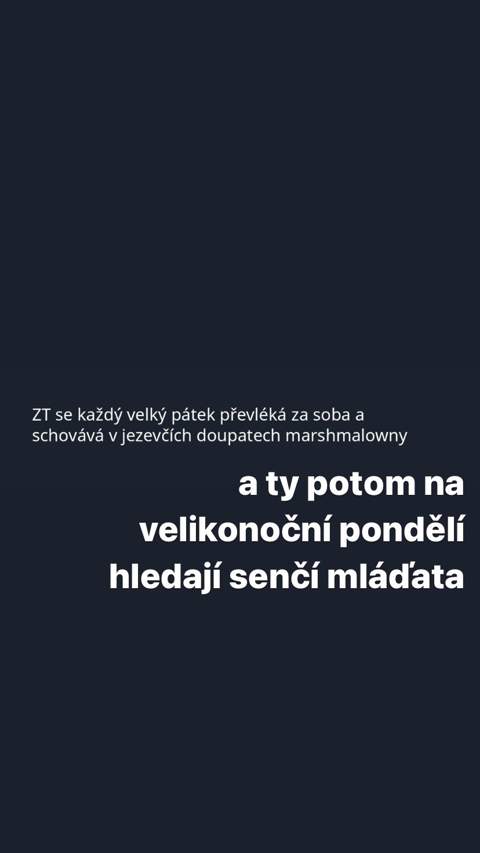 ZT se každý velký pátek převléká za soba a
schovává v jezevčích doupatech marshmalowny
a ty potom na
velikonoční pondělí
hledají senčí mláďata